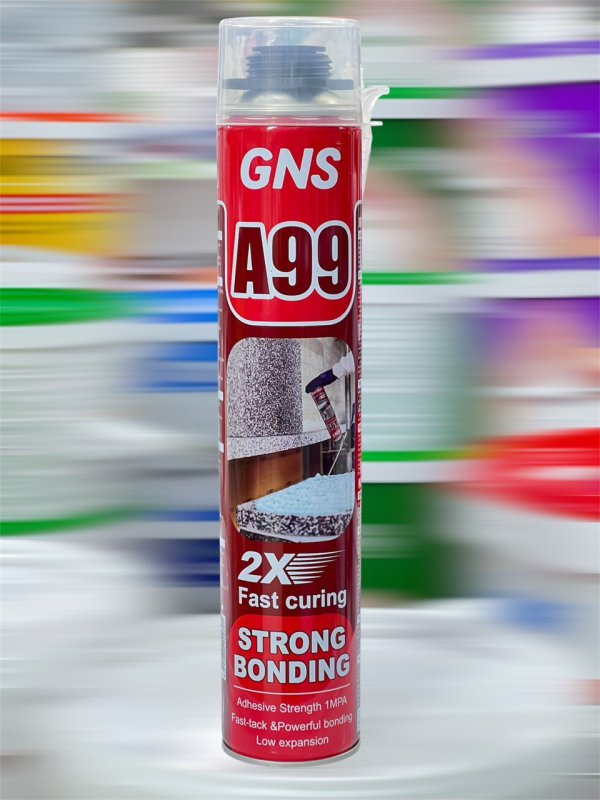 GNS
A99
2X
Fast curing
STRONG
BONDING
Adhesive Strength 1MPA
Fast-tack &Powerful bonding
Low expansion